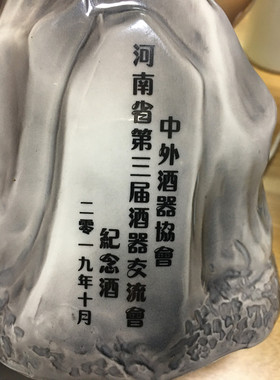 中外酒器協會
河南省第三届酒器交流會
紀念酒
二零一九年十月